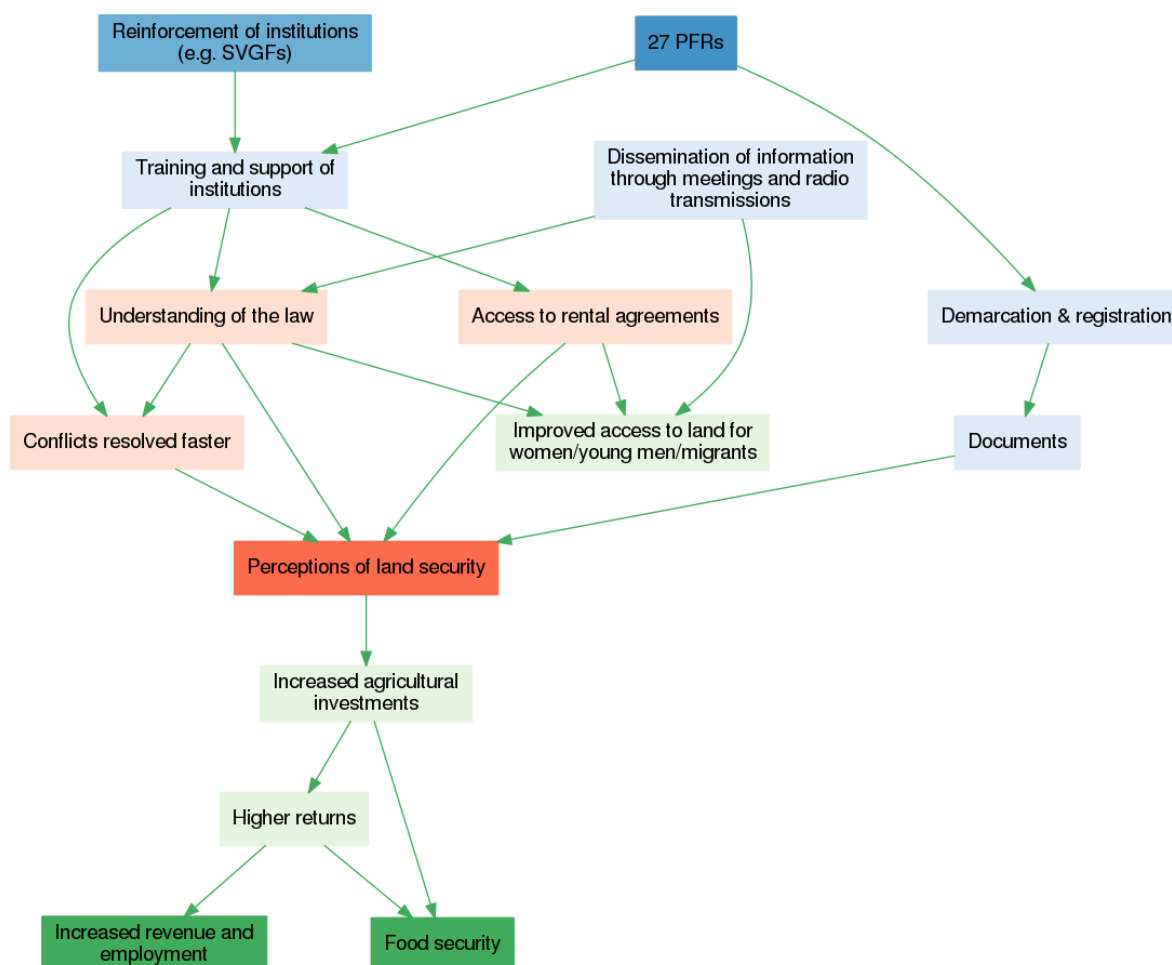 Reinforcement of institutions
(e.g. SVGFs)
27 PFRs
Training and support of
institutions
Dissemination of information
through meetings and radio
transmissions
Understanding of the law
Access to rental agreements
Demarcation & registration
Conflicts resolved faster
Improved access to land for
women/young men/migrants
Documents
Perceptions of land security
Increased agricultural
investments
Higher returns
Increased revenue and
employment
Food security